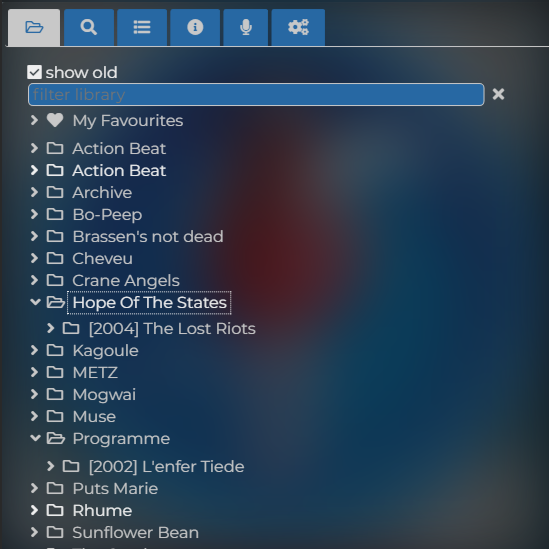 show old
filter library
My Favourites
Action Beat
Action Beat
Archive
Bo-Peep
Brassen's not dead
Cheveu
Crane Angels
Hope Of The States
[2004] The Lost Riots
Kagoule
METZ
Mogwai
Muse
Programme
[2002] L'enfer Tiede
Puts Marie
Rhume
Sunflower Bean